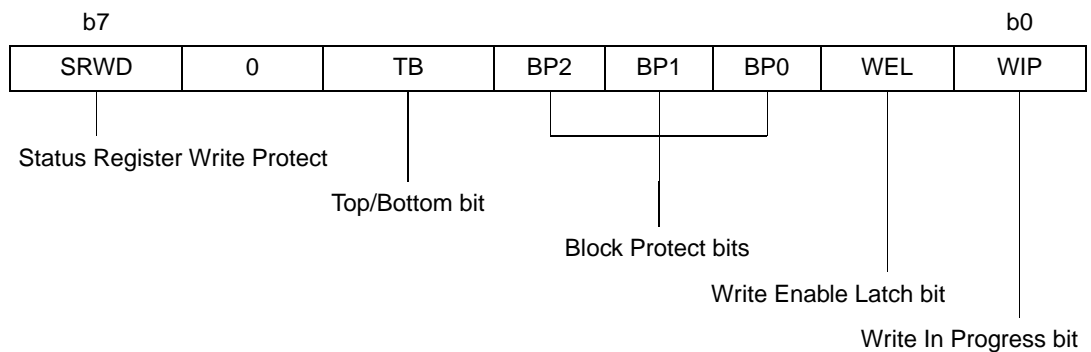 b7 b0
SRWD 0 TB BP2 BP1 BP0 WEL WIP
Status Register Write Protect
Top/Bottom bit
Block Protect bits
Write Enable Latch bit
Write In Progress bit